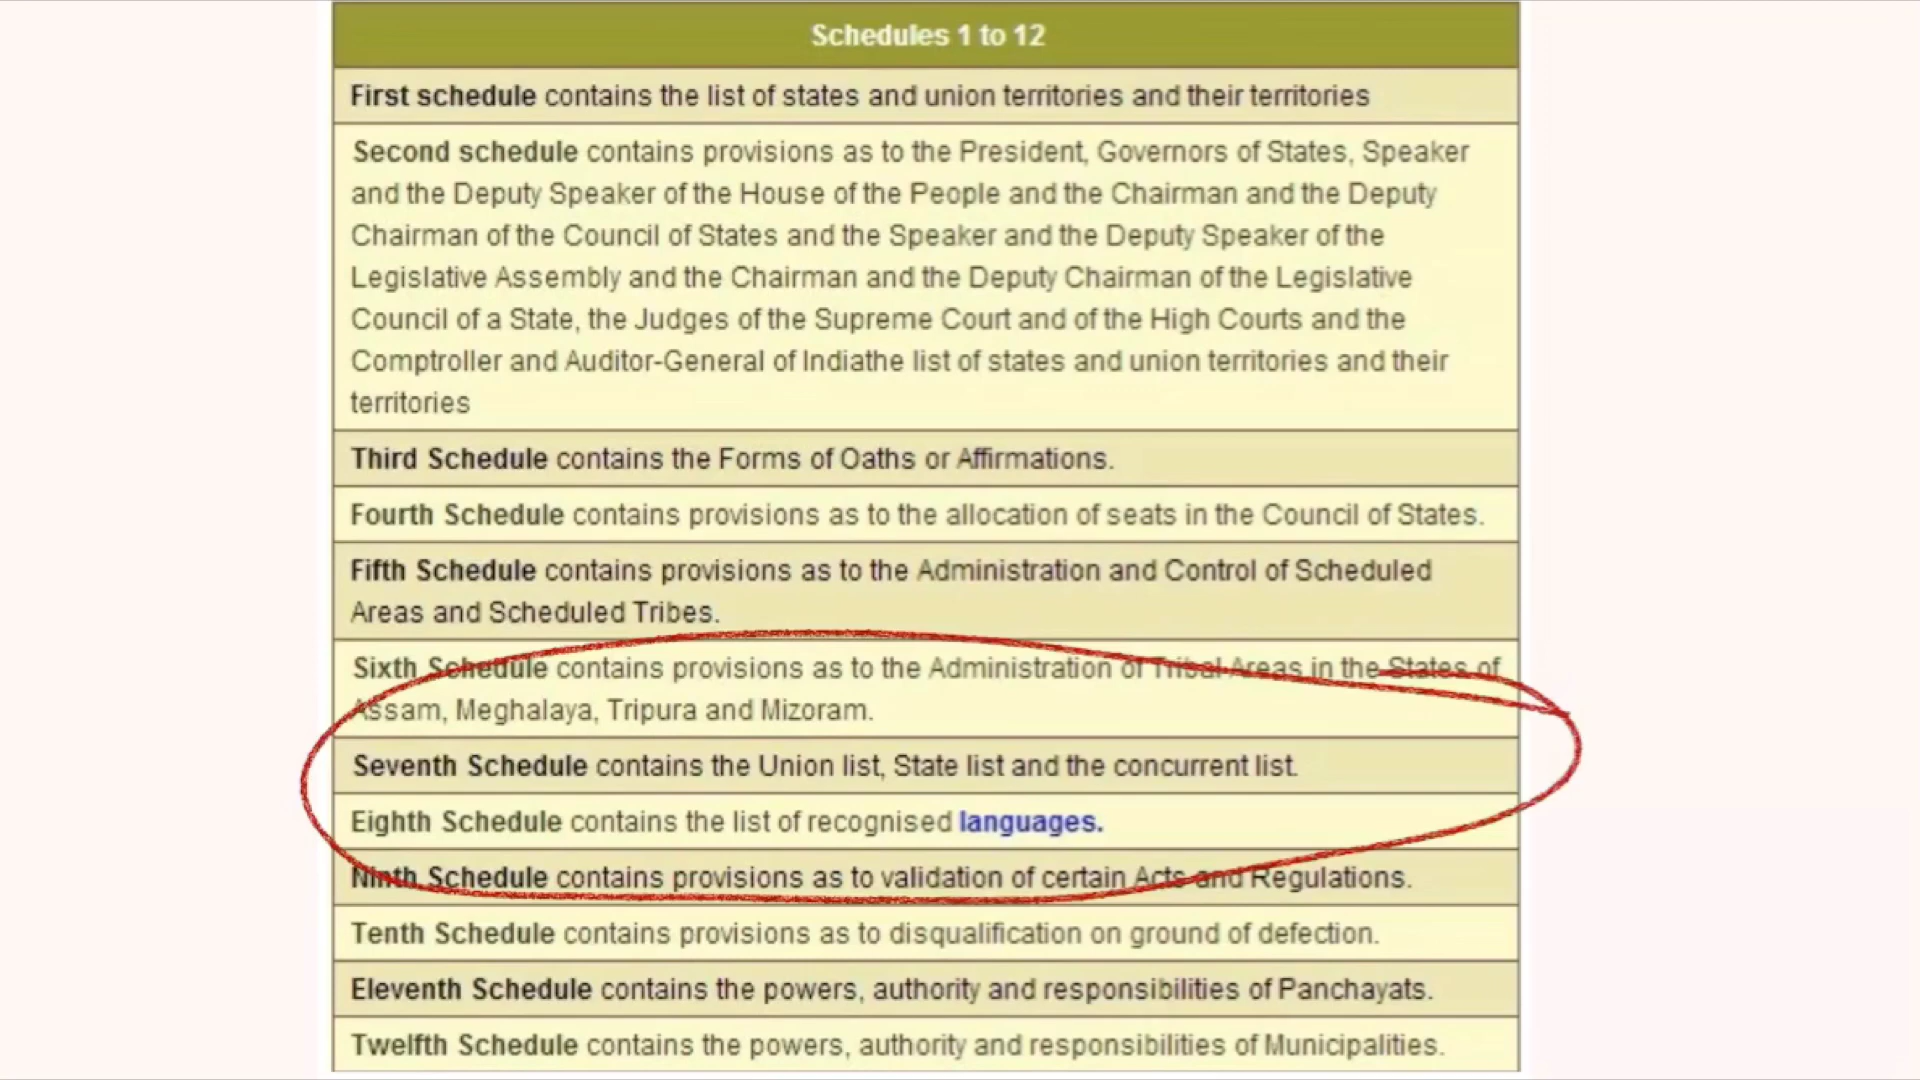 Schedules 1 to 12
First schedule contains the list of states and union territories and their territories
Second schedule contains provisions as to the President, Governors of States, Speaker
and the Deputy Speaker of the House of the People and the Chairman and the Deputy
Chairman of the Council of States and the Speaker and the Deputy Speaker of the
Legislative Assembly and the Chairman and the Deputy Chairman of the Legislative
Council of a State, the Judges of the Supreme Court and of the High Courts and the
Comptroller and Auditor-General of Indiathe list of states and union territories and their
territories
Third Schedule contains the Forms of Oaths or Affirmations.
Fourth Schedule contains provisions as to the allocation of seats in the Council of States.
Fifth Schedule contains provisions as to the Administration and Control of Scheduled
Areas and Scheduled Tribes.
Sixth Schedule contains provisions as to the Administration of Tribal Areas in the States of
Assam, Meghalaya, Tripura and Mizoram.
Seventh Schedule contains the Union list, State list and the concurrent list.
Eighth Schedule contains the list of recognised languages.
Ninth Schedule contains provisions as to validation of certain Acts and Regulations.
Tenth Schedule contains provisions as to disqualification on ground of defection.
Eleventh Schedule contains the powers, authority and responsibilities of Panchayats.
Twelfth Schedule contains the powers, authority and responsibilities of Municipalities.